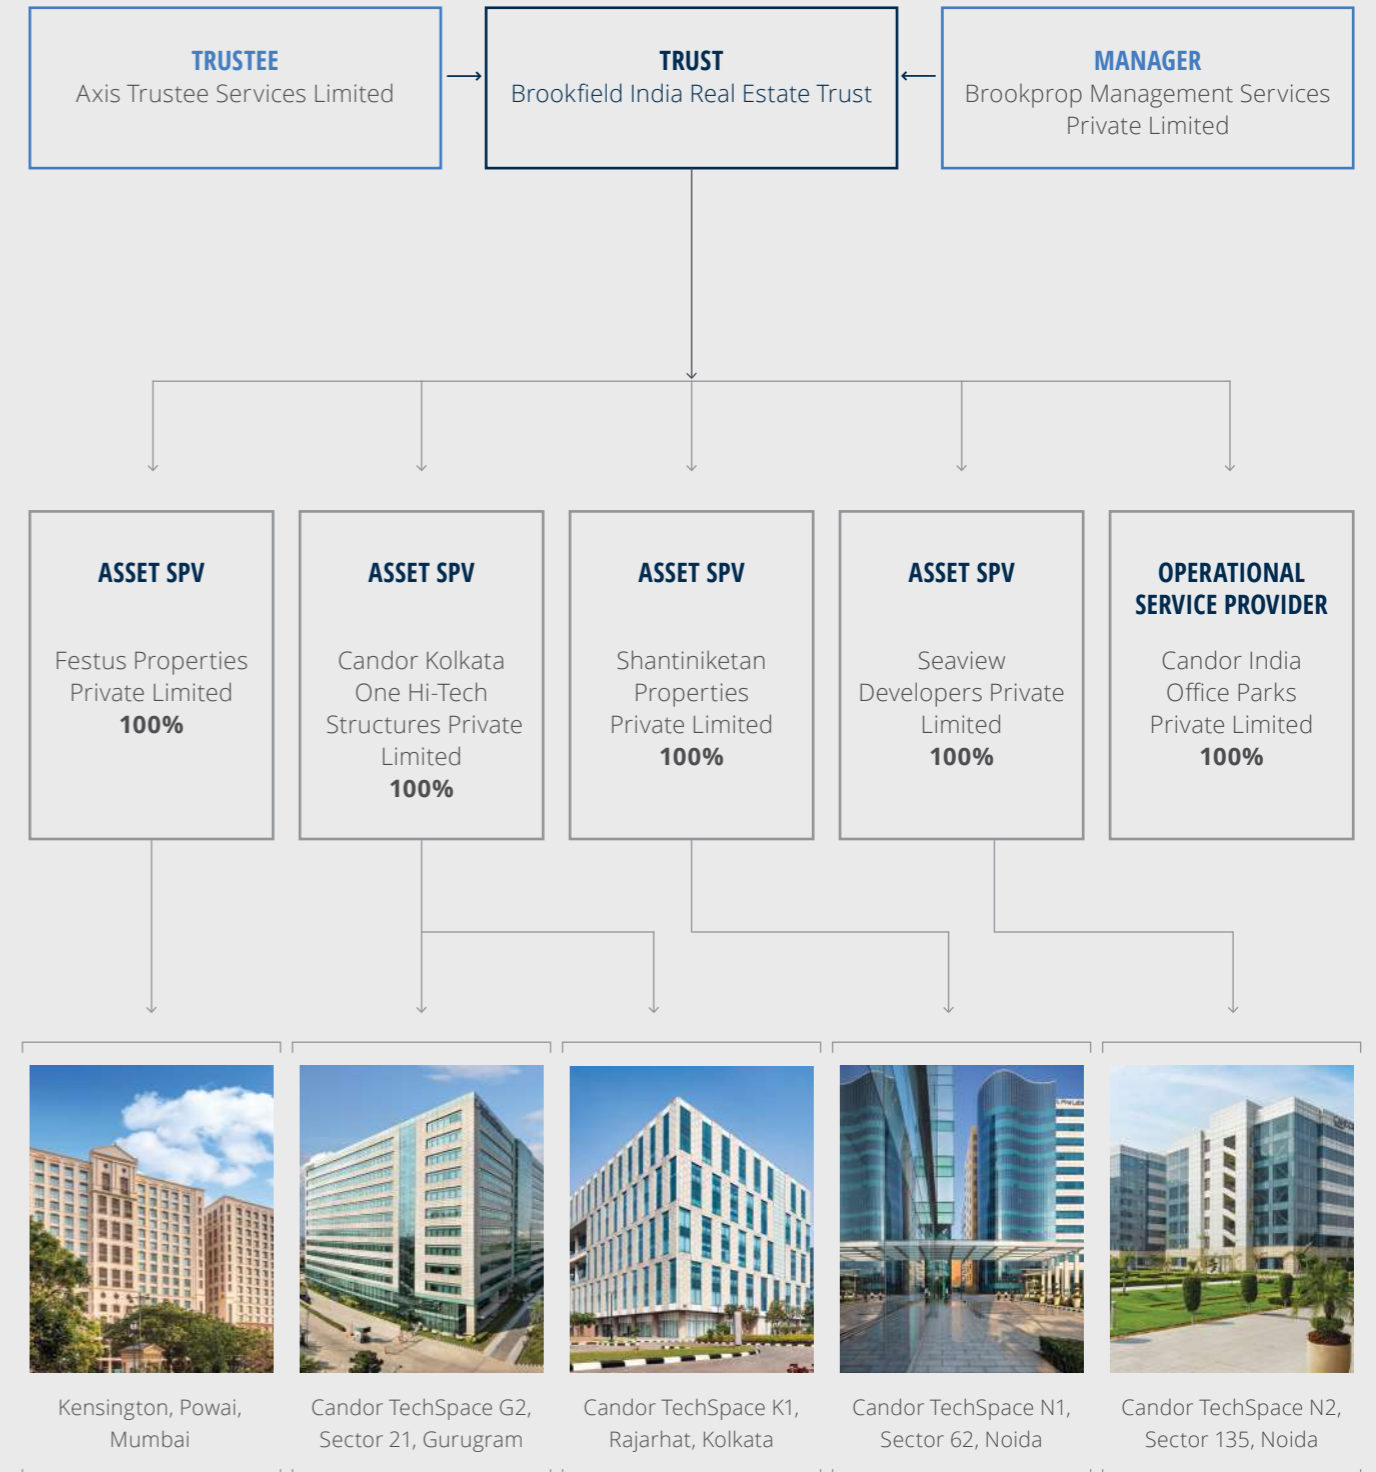 TRUSTEE
Axis Trustee Services Limited
TRUST
Brookfield India Real Estate Trust
MANAGER
Brookprop Management Services
Private Limited
ASSET SPV
Festus Properties
Private Limited
100%
ASSET SPV
Candor Kolkata
One Hi-Tech
Structures Private
Limited
100%
ASSET SPV
Shantiniketan
Properties
Private Limited
100%
ASSET SPV
Seaview
Developers Private
Limited
100%
OPERATIONAL
SERVICE PROVIDER
Candor India
Office Parks
Private Limited
100%
Kensington, Powai,
Mumbai
Candor TechSpace G2,
Sector 21, Gurugram
Candor TechSpace K1,
Rajarhat, Kolkata
Candor TechSpace N1,
Sector 62, Noida
Candor TechSpace N2,
Sector 135, Noida